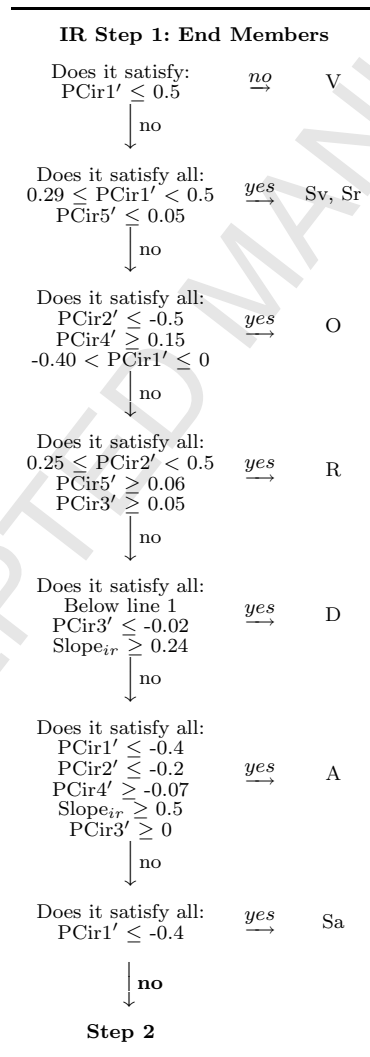 IR Step 1: End Members
Does it satisfy:
PCir1′ ≤ 0.5
no
V
no
Does it satisfy all:
0.29 ≤ PCir1′ < 0.5
PCir5′ ≤ 0.05
yes
Sv, Sr
no
Does it satisfy all:
PCir2′ ≤ -0.5
PCir4′ ≥ 0.15
-0.40 < PCir1′ ≤ 0
yes
O
no
Does it satisfy all:
0.25 ≤ PCir2′ < 0.5
PCir5′ ≥ 0.06
PCir3′ ≥ 0.05
yes
R
no
Does it satisfy all:
Below line 1
PCir3′ ≤ -0.02
Slope_ir ≥ 0.24
yes
D
no
Does it satisfy all:
PCir1′ ≤ -0.4
PCir2′ ≤ -0.2
PCir4′ ≥ -0.07
Slope_ir ≥ 0.5
PCir3′ ≥ 0
yes
A
no
Does it satisfy all:
PCir1′ ≤ -0.4
yes
Sa
no
Step 2